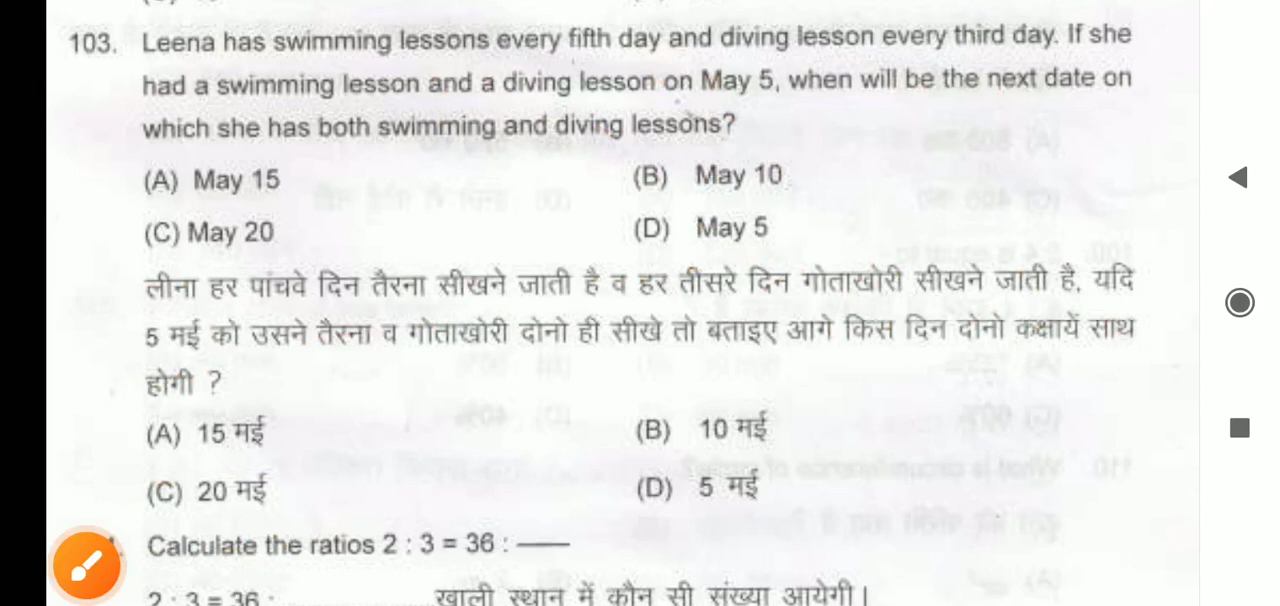 103. Leena has swimming lessons every fifth day and diving lesson every third day. If she
had a swimming lesson and a diving lesson on May 5, when will be the next date on
which she has both swimming and diving lessons?
(A) May 15 (B) May 10
(C) May 20 (D) May 5
लीना हर पांचवे दिन तैरना सीखने जाती है व हर तीसरे दिन गोताखोरी सीखने जाती है, यदि
5 मई को उसने तैरना व गोताखोरी दोनो ही सीखे तो बताइए आगे किस दिन दोनो कक्षायें साथ
होगी ?
(A) 15 मई (B) 10 मई
(C) 20 मई (D) 5 मई
Calculate the ratios 2 : 3 = 36 : ——
2 : 3 = 36 : खाली स्थान में कौन सी संख्या आयेगी।